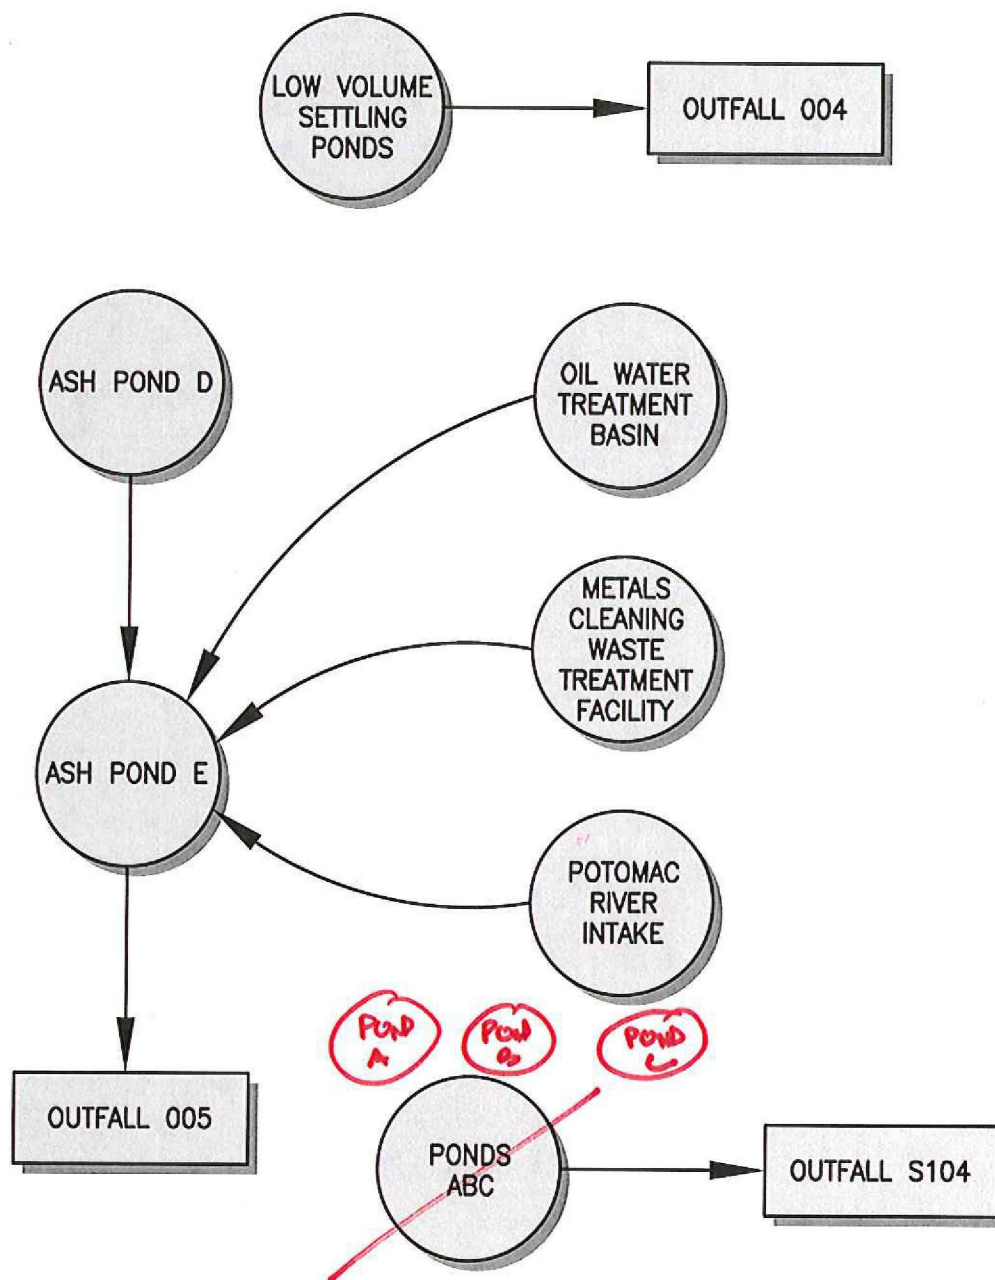 LOW VOLUME
SETTLING
PONDS
OUTFALL 004
ASH POND D
OIL WATER
TREATMENT
BASIN
METALS
CLEANING
WASTE
TREATMENT
FACILITY
ASH POND E
POTOMAC
RIVER
INTAKE
POND
A
POND
B
POND
C
OUTFALL 005
PONDS
ABC
OUTFALL S104